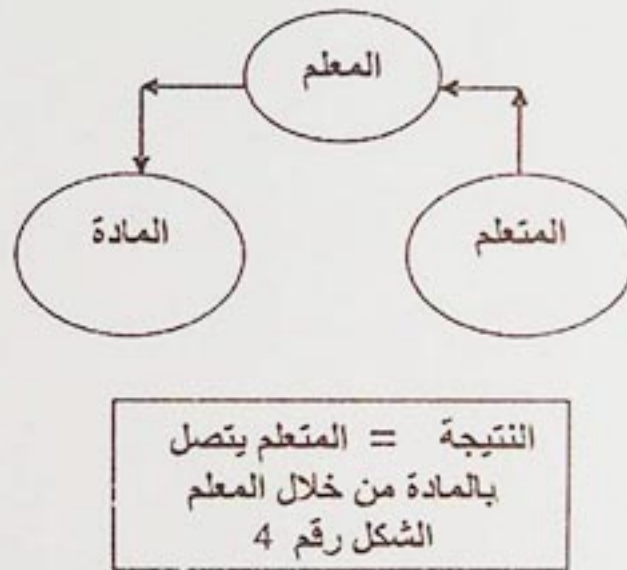 المعلم
المتعلم
المادة
النتيجة = المتعلم يتصل
بالمادة من خلال المعلم
الشكل رقم 4